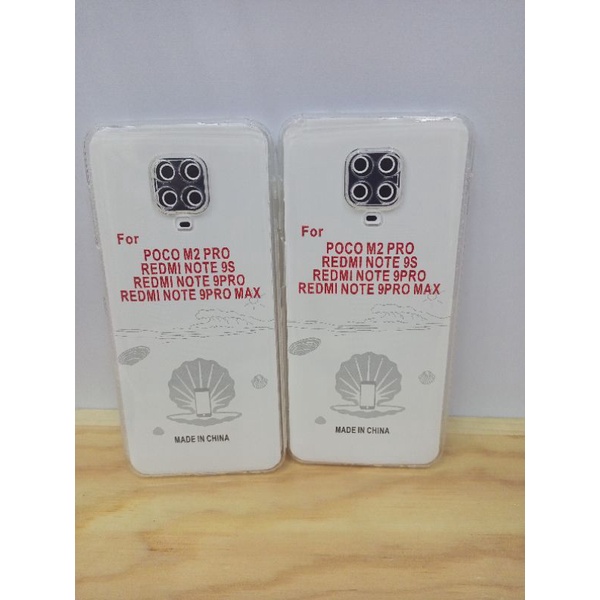 For
POCO M2 PRO
REDMI NOTE 9S
REDMI NOTE 9PRO
REDMI NOTE 9PRO MAX
MADE IN CHINA
For
POCO M2 PRO
REDMI NOTE 9S
REDMI NOTE 9PRO
REDMI NOTE 9PRO MAX
MADE IN CHINA